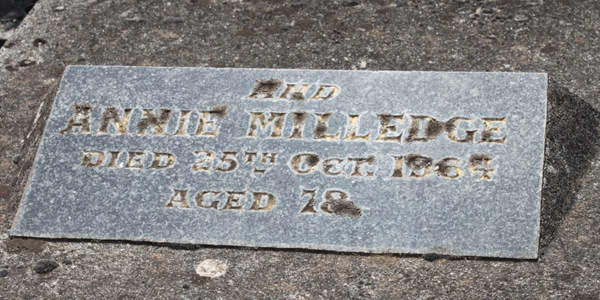 AND
ANNIE MILLEDGE
DIED 25TH OCT. 1964
AGED 78